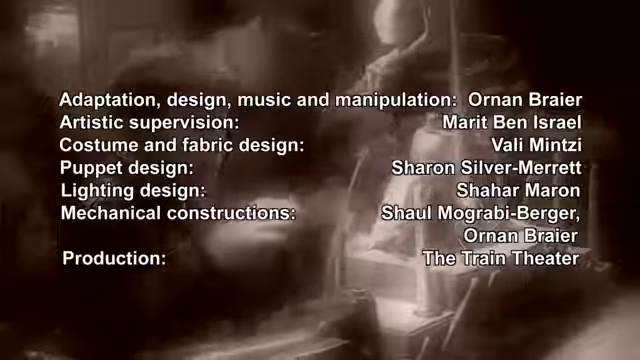 Adaptation, design, music and manipulation: Ornan Braier
Artistic supervision: Marit Ben Israel
Costume and fabric design: Vali Mintzi
Puppet design: Sharon Silver-Merrett
Lighting design: Shahar Maron
Mechanical constructions: Shaul Mograbi-Berger,
Ornan Braier
Production: The Train Theater